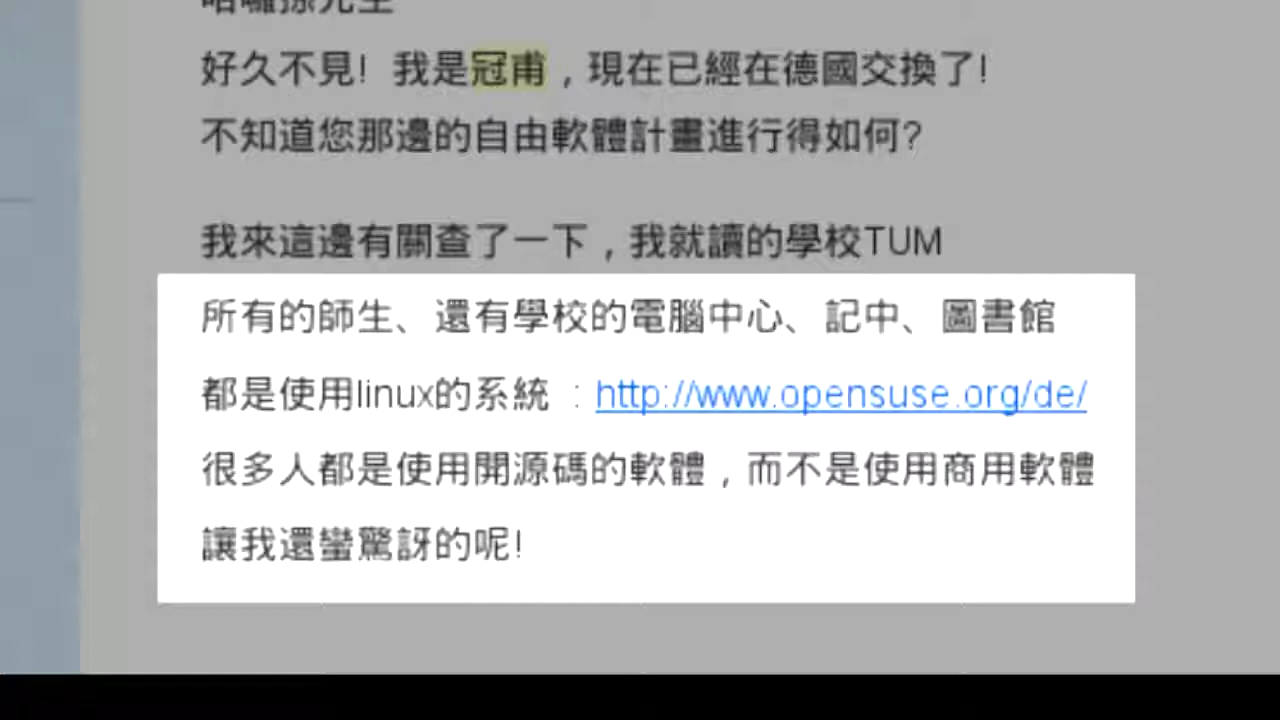 好久不見! 我是冠甫，現在已經在德國交換了!
不知道您那邊的自由軟體計畫進行得如何?
我來這邊有關查了一下，我就讀的學校TUM
所有的師生、還有學校的電腦中心、記中、圖書館
都是使用linux的系統 : http://www.opensuse.org/de/
很多人都是使用開源碼的軟體，而不是使用商用軟體
讓我還蠻驚訝的呢!